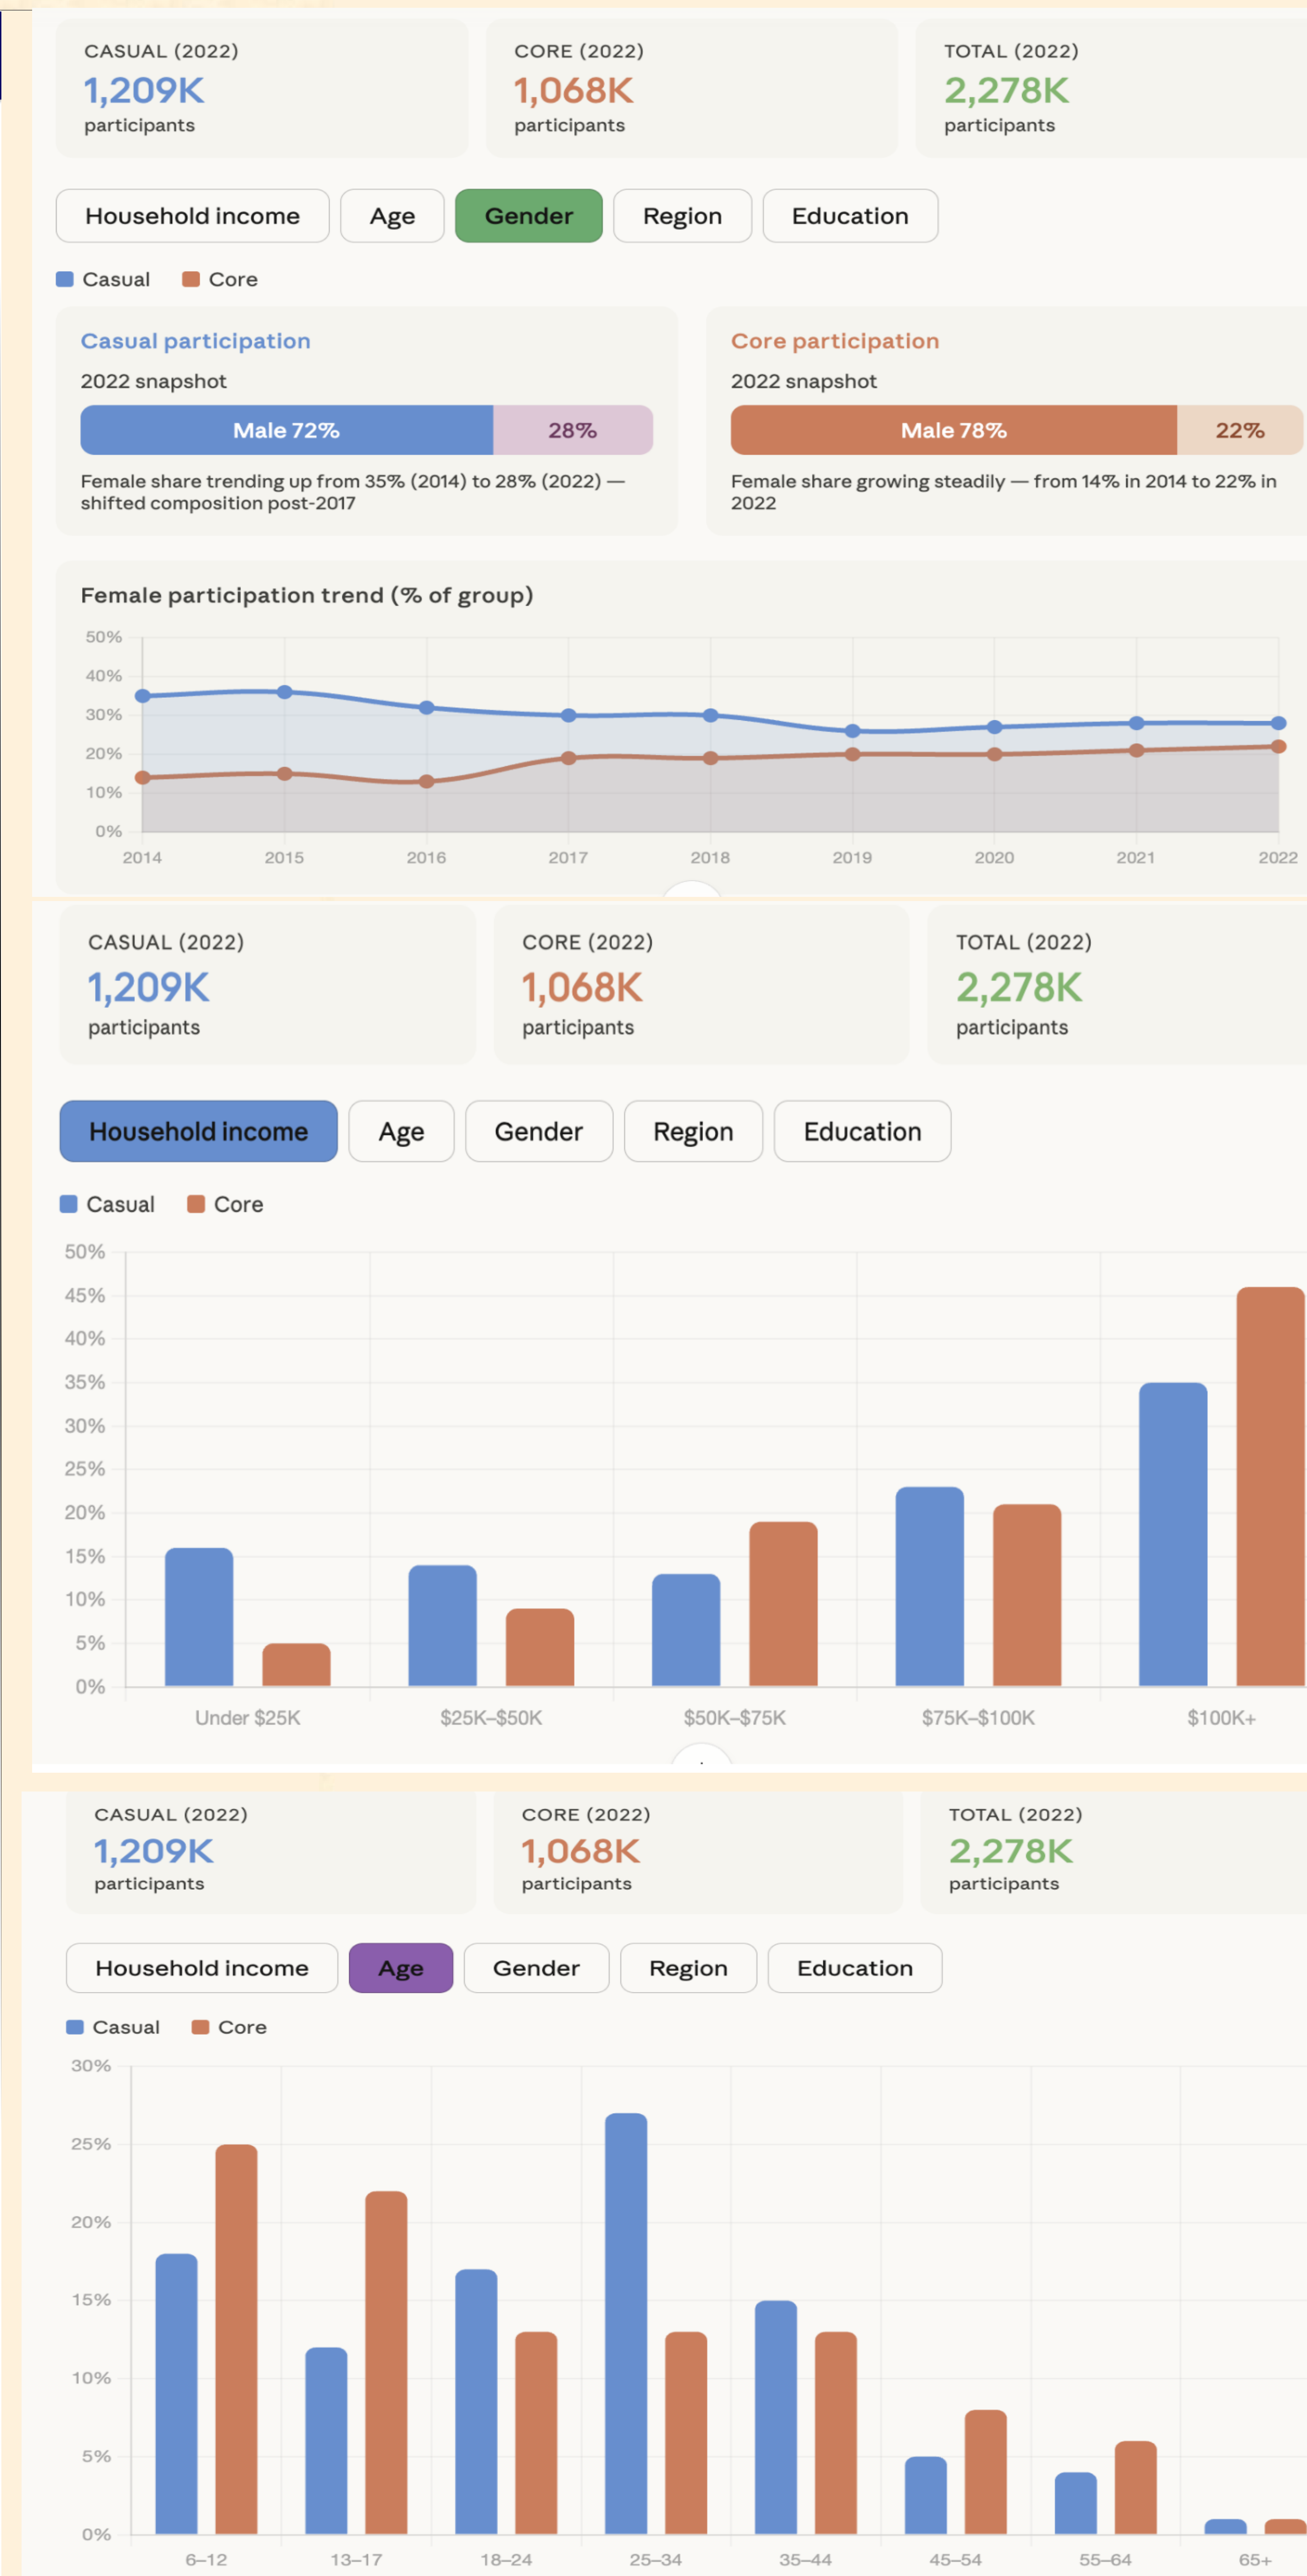 CASUAL (2022)
1,209K
participants
CORE (2022)
1,068K
participants
TOTAL (2022)
2,278K
participants
Household income
Age
Gender
Region
Education
Casual
Core
Casual participation
2022 snapshot
Male 72%
28%
Female share trending up from 35% (2014) to 28% (2022) —
shifted composition post-2017
Core participation
2022 snapshot
Male 78%
22%
Female share growing steadily — from 14% in 2014 to 22% in
2022
Female participation trend (% of group)
50%
40%
30%
20%
10%
0%
2014
2015
2016
2017
2018
2019
2020
2021
2022
CASUAL (2022)
1,209K
participants
CORE (2022)
1,068K
participants
TOTAL (2022)
2,278K
participants
Household income
Age
Gender
Region
Education
Casual
Core
50%
45%
40%
35%
30%
25%
20%
15%
10%
5%
0%
Under $25K
$25K–$50K
$50K–$75K
$75K–$100K
$100K+
CASUAL (2022)
1,209K
participants
CORE (2022)
1,068K
participants
TOTAL (2022)
2,278K
participants
Household income
Age
Gender
Region
Education
Casual
Core
30%
25%
20%
15%
10%
5%
0%
6–12
13–17
18–24
25–34
35–44
45–54
55–64
65+